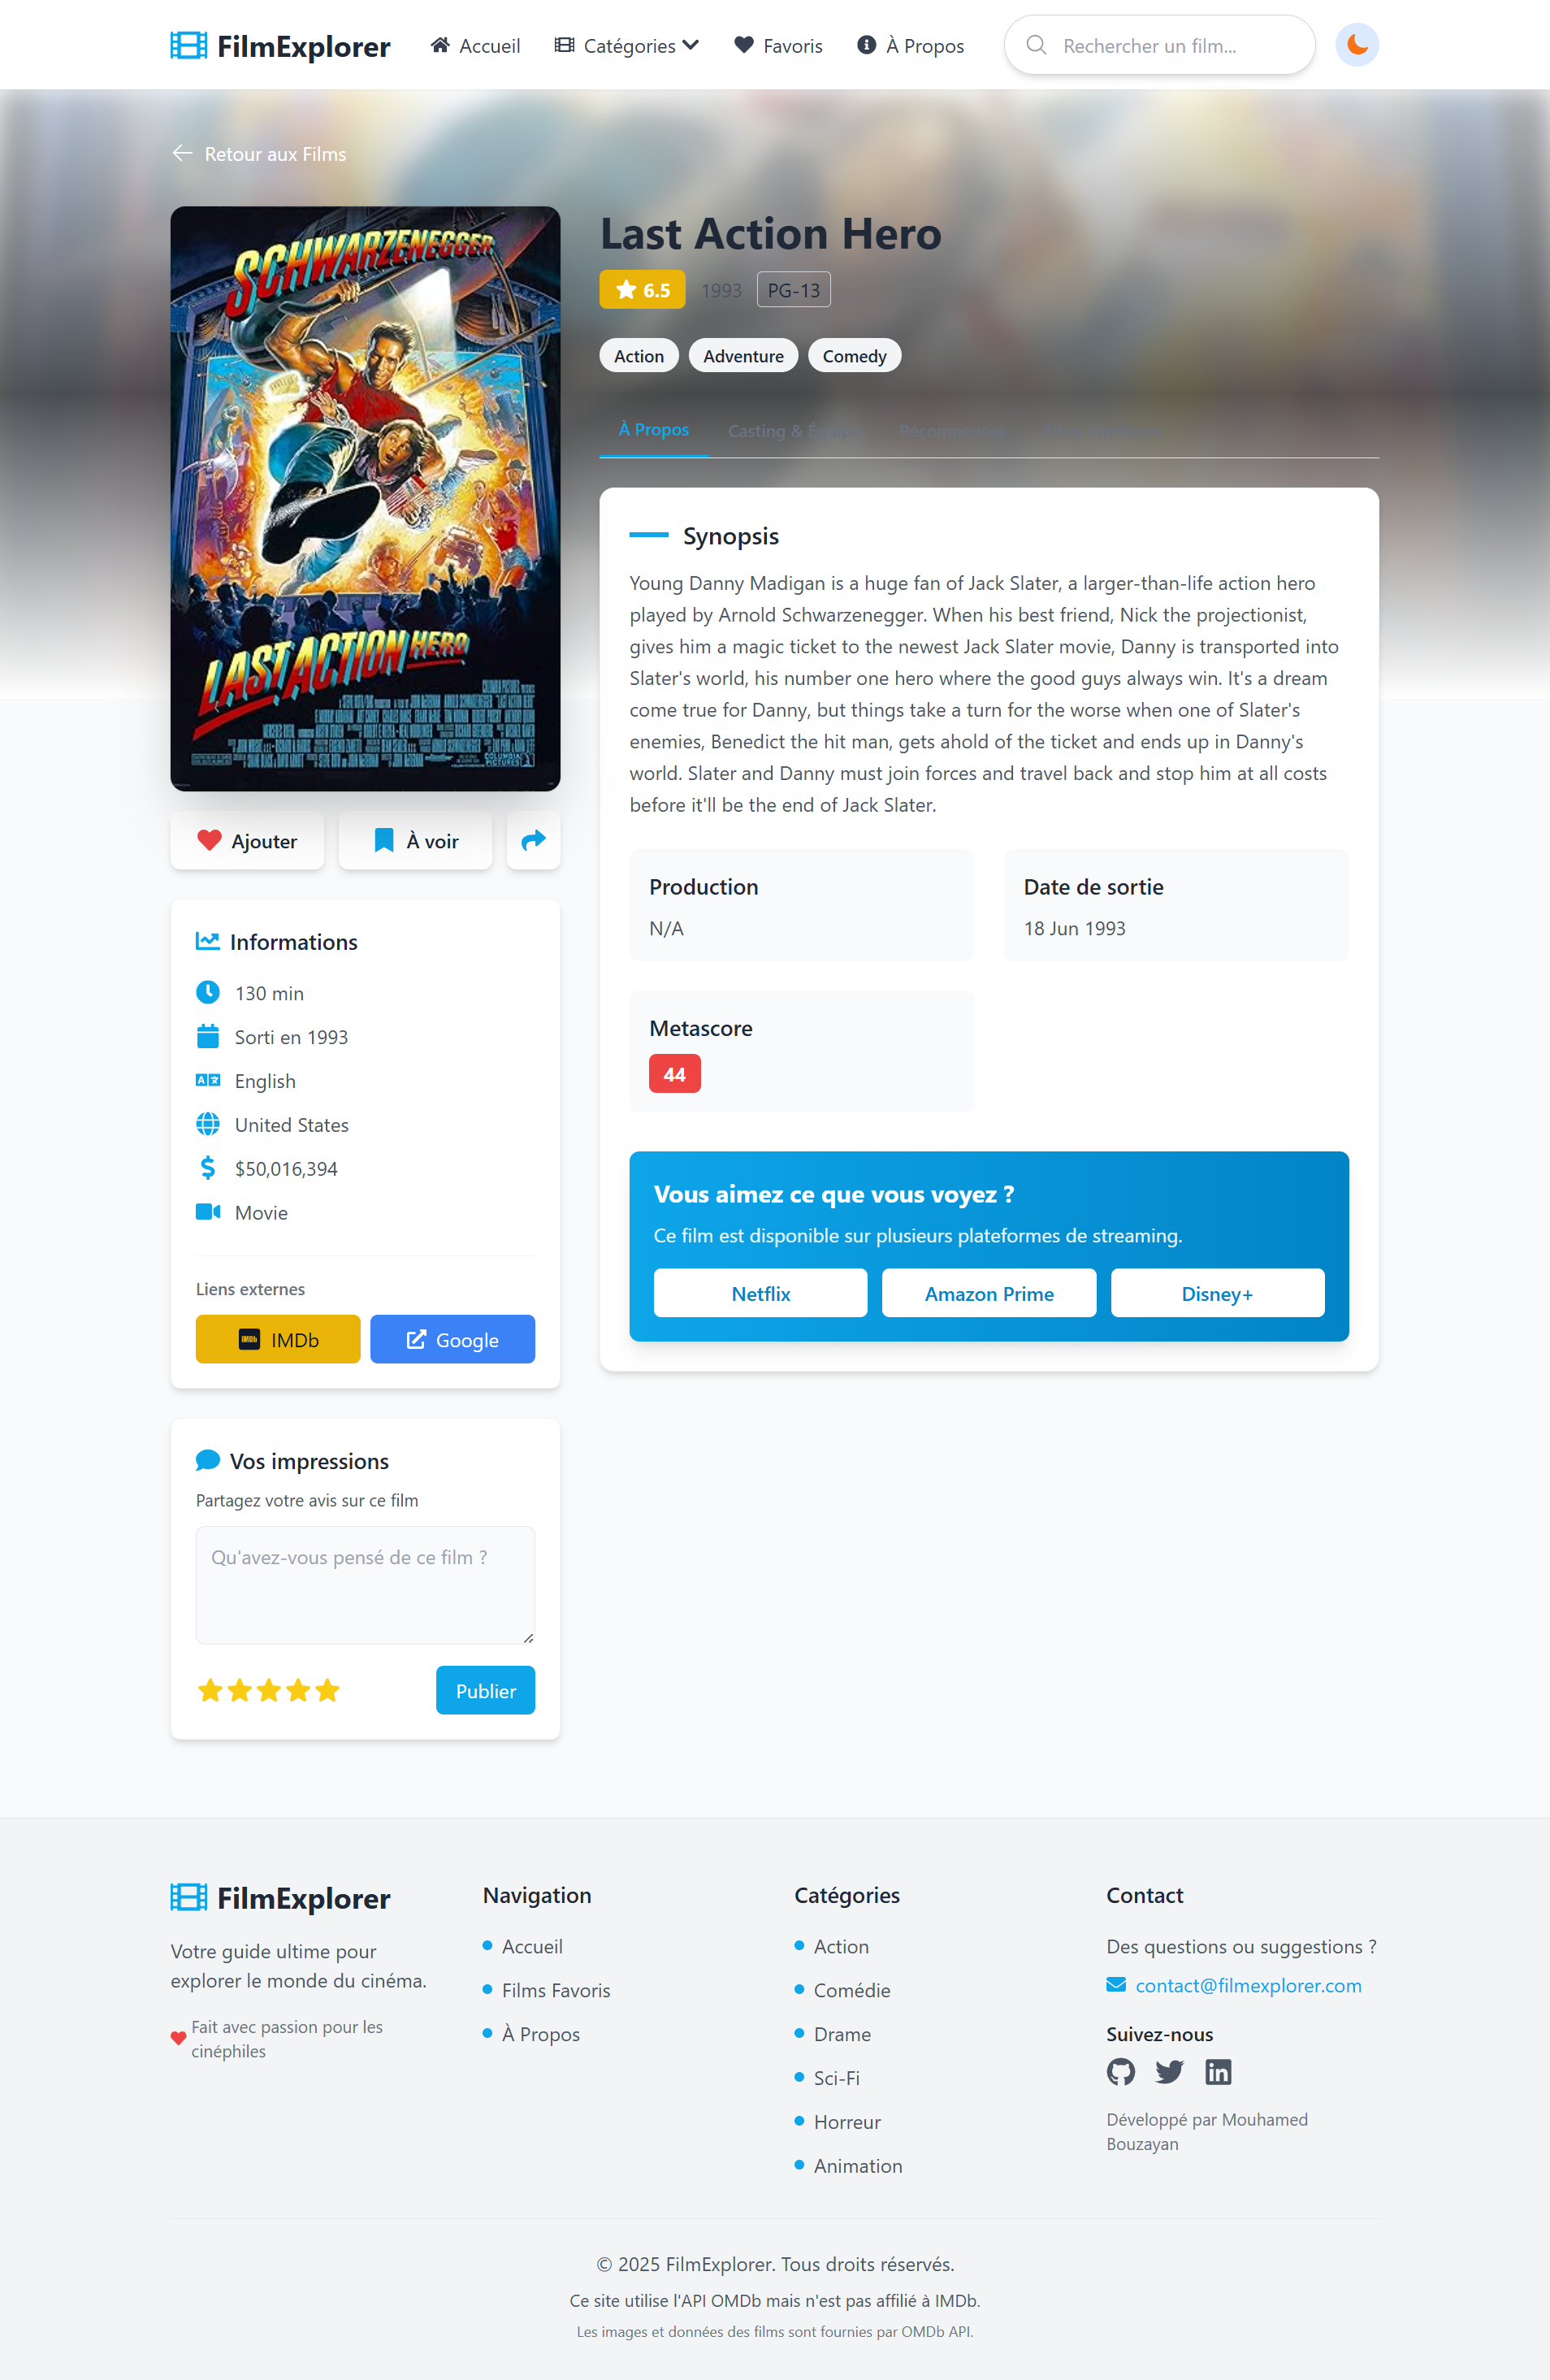 FilmExplorer
Accueil
Catégories
Favoris
À Propos
Rechercher un film...
Retour aux Films
SCHWARZENEGGER
LAST ACTION HERO
Last Action Hero
6.5
1993
PG-13
Action
Adventure
Comedy
À Propos
Casting &
Récompenses
Ajouter
À voir
Informations
130 min
Sorti en 1993
English
United States
$50,016,394
Movie
Liens externes
IMDb
Google
Vos impressions
Partagez votre avis sur ce film
Qu'avez-vous pensé de ce film ?
Publier
Synopsis
Young Danny Madigan is a huge fan of Jack Slater, a larger-than-life action hero
played by Arnold Schwarzenegger. When his best friend, Nick the projectionist,
gives him a magic ticket to the newest Jack Slater movie, Danny is transported into
Slater's world, his number one hero where the good guys always win. It's a dream
come true for Danny, but things take a turn for the worse when one of Slater's
enemies, Benedict the hit man, gets ahold of the ticket and ends up in Danny's
world. Slater and Danny must join forces and travel back and stop him at all costs
before it'll be the end of Jack Slater.
Production
N/A
Date de sortie
18 Jun 1993
Metascore
44
Vous aimez ce que vous voyez ?
Ce film est disponible sur plusieurs plateformes de streaming.
Netflix
Amazon Prime
Disney+
FilmExplorer
Votre guide ultime pour
explorer le monde du cinéma.
Fait avec passion pour les
cinéphiles
Navigation
Accueil
Films Favoris
À Propos
Catégories
Action
Comédie
Drame
Sci-Fi
Horreur
Animation
Contact
Des questions ou suggestions ?
contact@filmexplorer.com
Suivez-nous
Développé par Mouhamed
Bouzayan
© 2025 FilmExplorer. Tous droits réservés.
Ce site utilise l'API OMDb mais n'est pas affilié à IMDb.
Les images et données des films sont fournies par OMDb API.